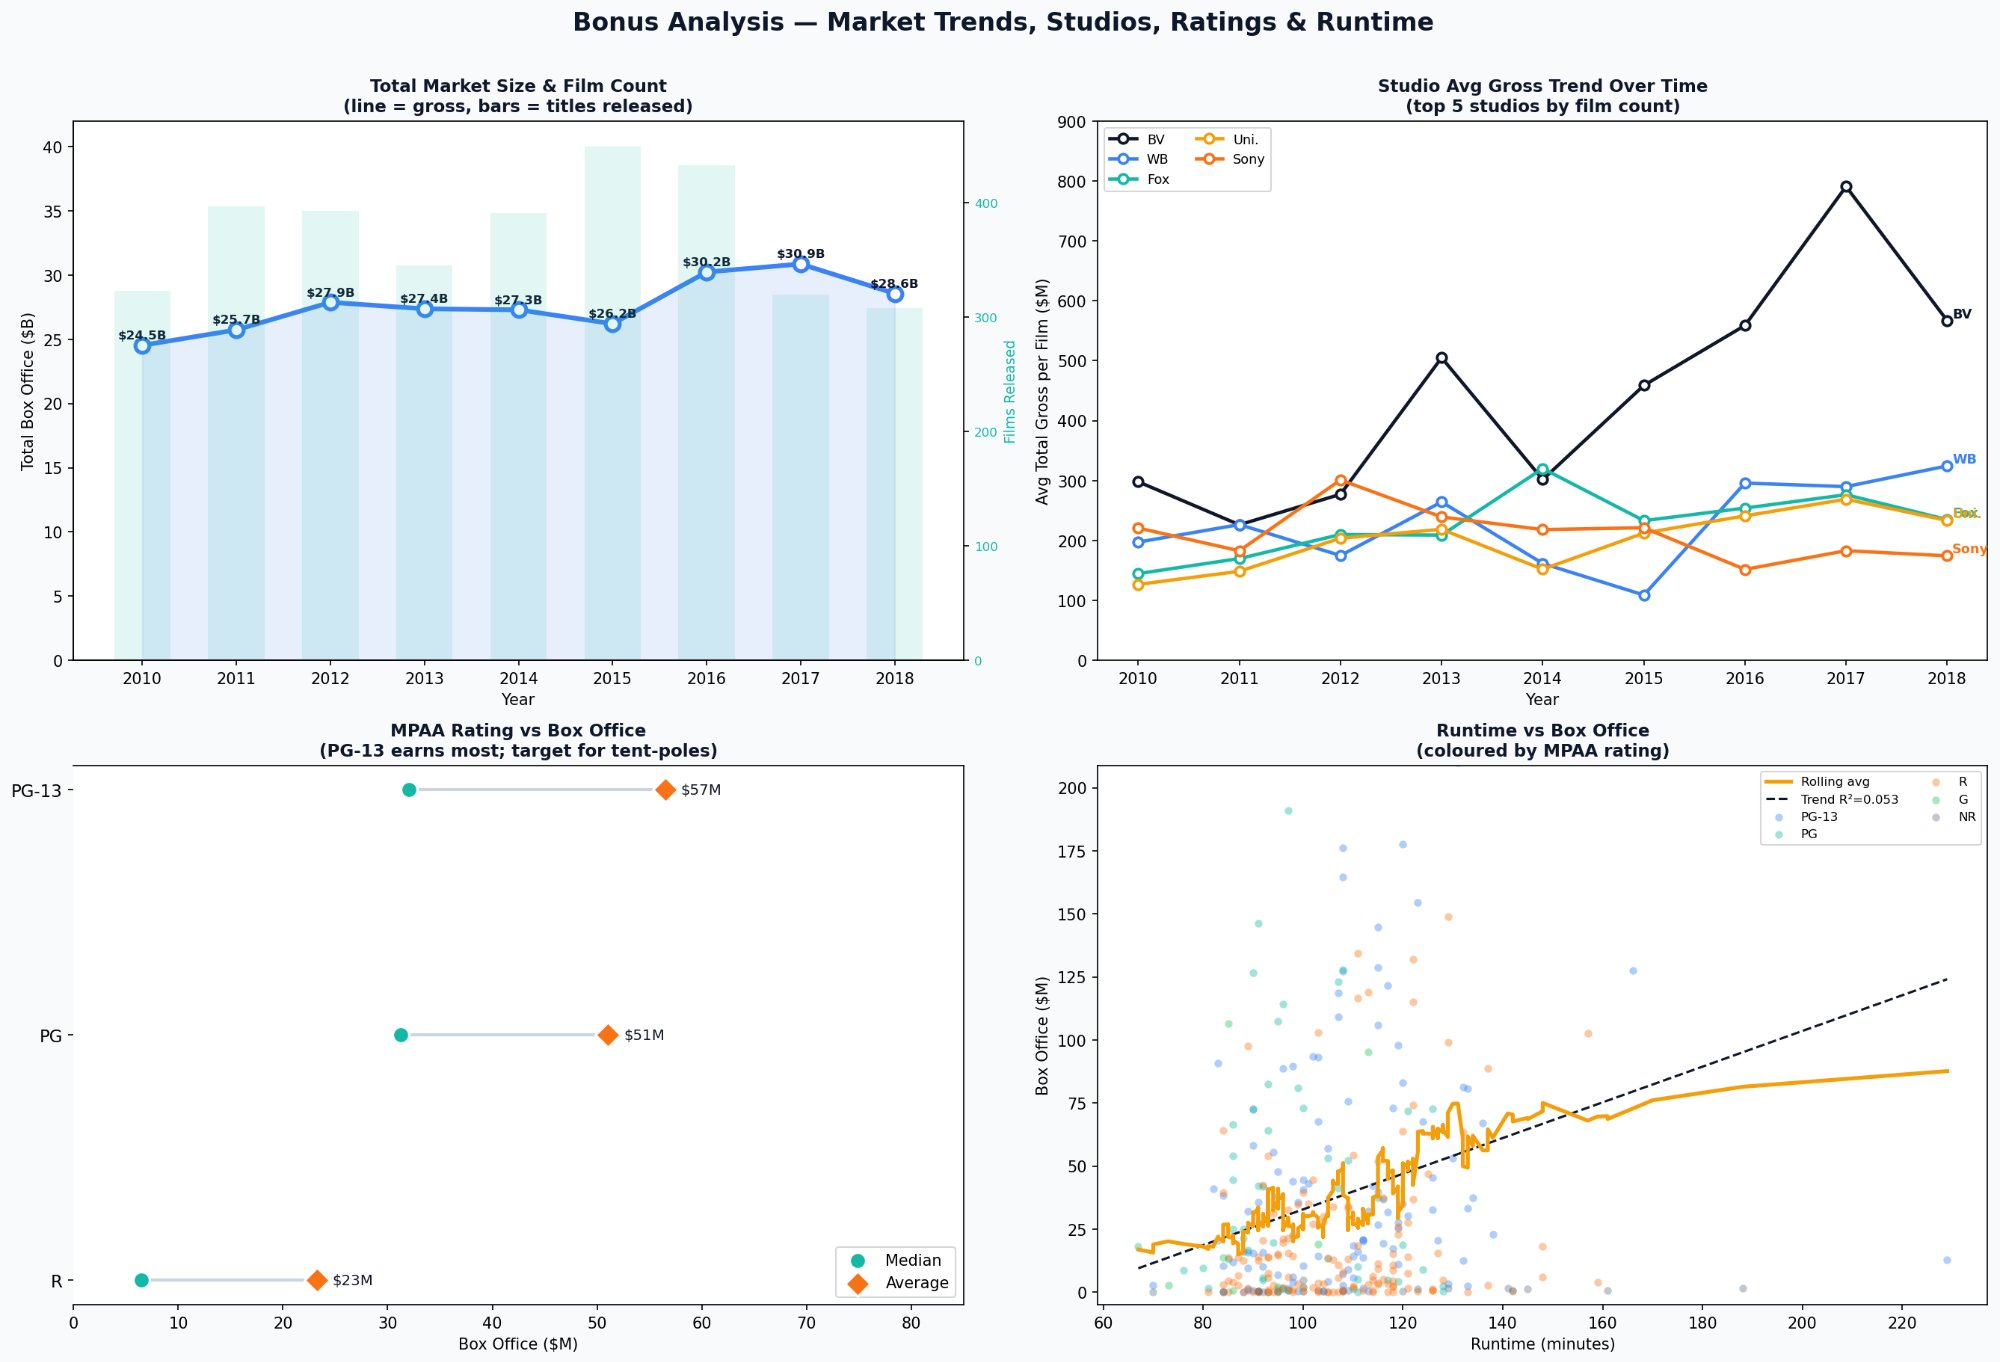 Bonus Analysis — Market Trends, Studios, Ratings & Runtime
Total Market Size & Film Count
(line = gross, bars = titles released)
40
35
30
25
20
15
10
5
0
Total Box Office ($B)
$24.5B
$25.7B
$27.9B
$27.4B
$27.3B
$26.2B
$30.2B
$30.9B
$28.6B
400
300
200
100
0
Films Released
2010 2011 2012 2013 2014 2015 2016 2017 2018
Year
Studio Avg Gross Trend Over Time
(top 5 studios by film count)
BV
WB
Fox
Uni.
Sony
900
800
700
600
500
400
300
200
100
0
Avg Total Gross per Film ($M)
BV
WB
Sony
2010 2011 2012 2013 2014 2015 2016 2017 2018
Year
MPAA Rating vs Box Office
(PG-13 earns most; target for tent-poles)
PG-13
$57M
PG
$51M
R
$23M
Median
Average
0 10 20 30 40 50 60 70 80
Box Office ($M)
Runtime vs Box Office
(coloured by MPAA rating)
Rolling avg
Trend R²=0.053
PG-13
PG
R
G
NR
200
175
150
125
100
75
50
25
0
Box Office ($M)
60 80 100 120 140 160 180 200 220
Runtime (minutes)